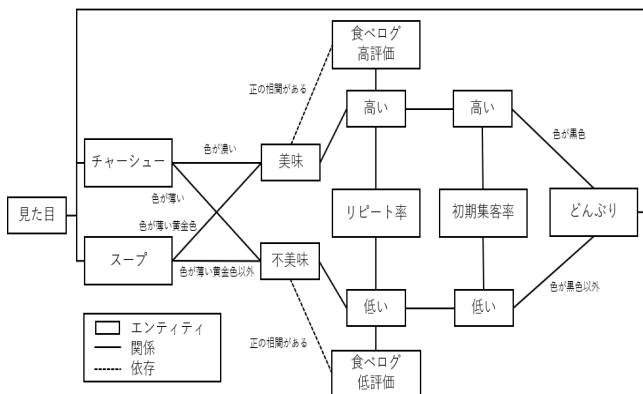 食べログ
高評価
正の相関がある
高い
高い
色が黒色
チャーシュー
色が濃い
美味
色が薄い
見た目
色が薄い黄金色
リピート率
初期集客率
どんぶり
スープ
色が薄い黄金色以外
不美味
色が黒色以外
低い
低い
エンティティ
関係
依存
正の相関がある
食べログ
低評価